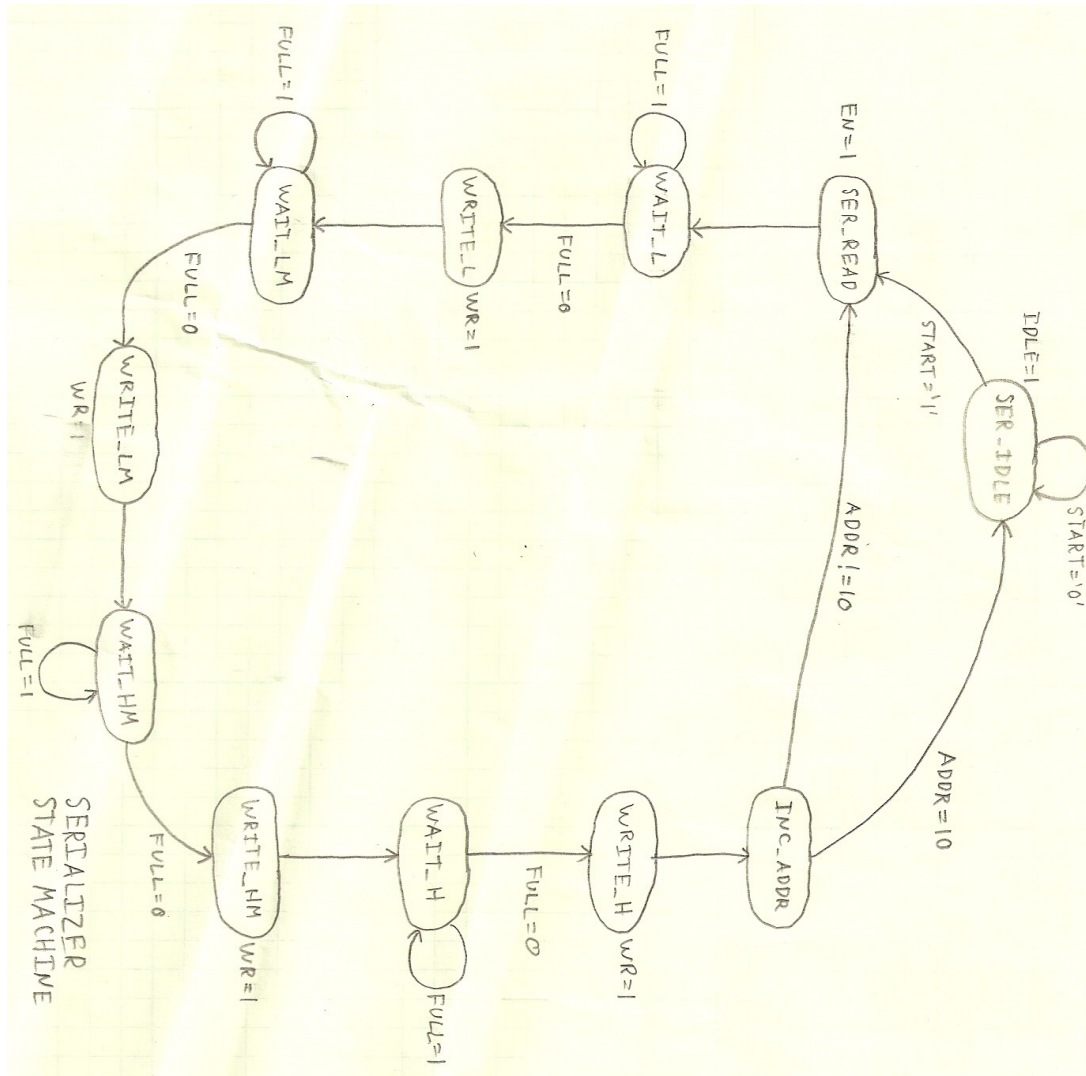 START='0'
IDLE=1
SER_IDLE
START='1'
ADDR=10
EN=1
SER_READ
ADDR!=10
INC_ADDR
FULL=1
WAIT_L
WRITE_H
WR=1
FULL=0
FULL=0
WRITE_L
WR=1
WAIT_H
FULL=1
FULL=1
WAIT_LM
WRITE_HM
WR=1
FULL=0
FULL=0
WRITE_LM
WAIT_HM
WR=1
SERIALIZER
STATE MACHINE
FULL=1